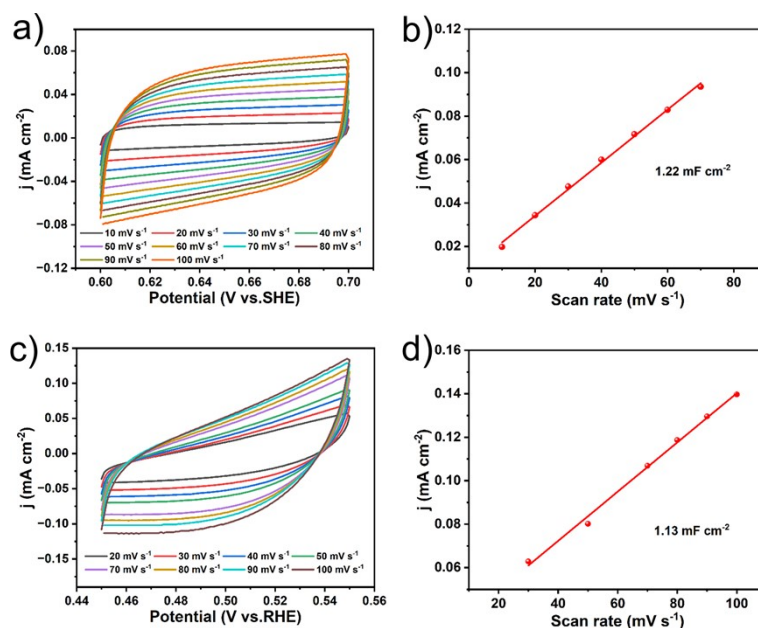 a)
j (mA cm⁻²)
0.08
0.04
0.00
−0.04
−0.08
−0.12
10 mV s⁻¹ 20 mV s⁻¹ 30 mV s⁻¹ 40 mV s⁻¹
50 mV s⁻¹ 60 mV s⁻¹ 70 mV s⁻¹ 80 mV s⁻¹
90 mV s⁻¹ 100 mV s⁻¹
0.60 0.62 0.64 0.66 0.68 0.70
Potential (V vs.SHE)
b)
j (mA cm⁻²)
0.12
0.10
0.08
0.06
0.04
0.02
1.22 mF cm⁻²
0 20 40 60 80
Scan rate (mV s⁻¹)
c)
j (mA cm⁻²)
0.15
0.10
0.05
0.00
−0.05
−0.10
−0.15
20 mV s⁻¹ 30 mV s⁻¹ 40 mV s⁻¹ 50 mV s⁻¹
70 mV s⁻¹ 80 mV s⁻¹ 90 mV s⁻¹ 100 mV s⁻¹
0.44 0.46 0.48 0.50 0.52 0.54 0.56
Potential (V vs.RHE)
d)
j (mA cm⁻²)
0.16
0.14
0.12
0.10
0.08
0.06
1.13 mF cm⁻²
20 40 60 80 100
Scan rate (mV s⁻¹)